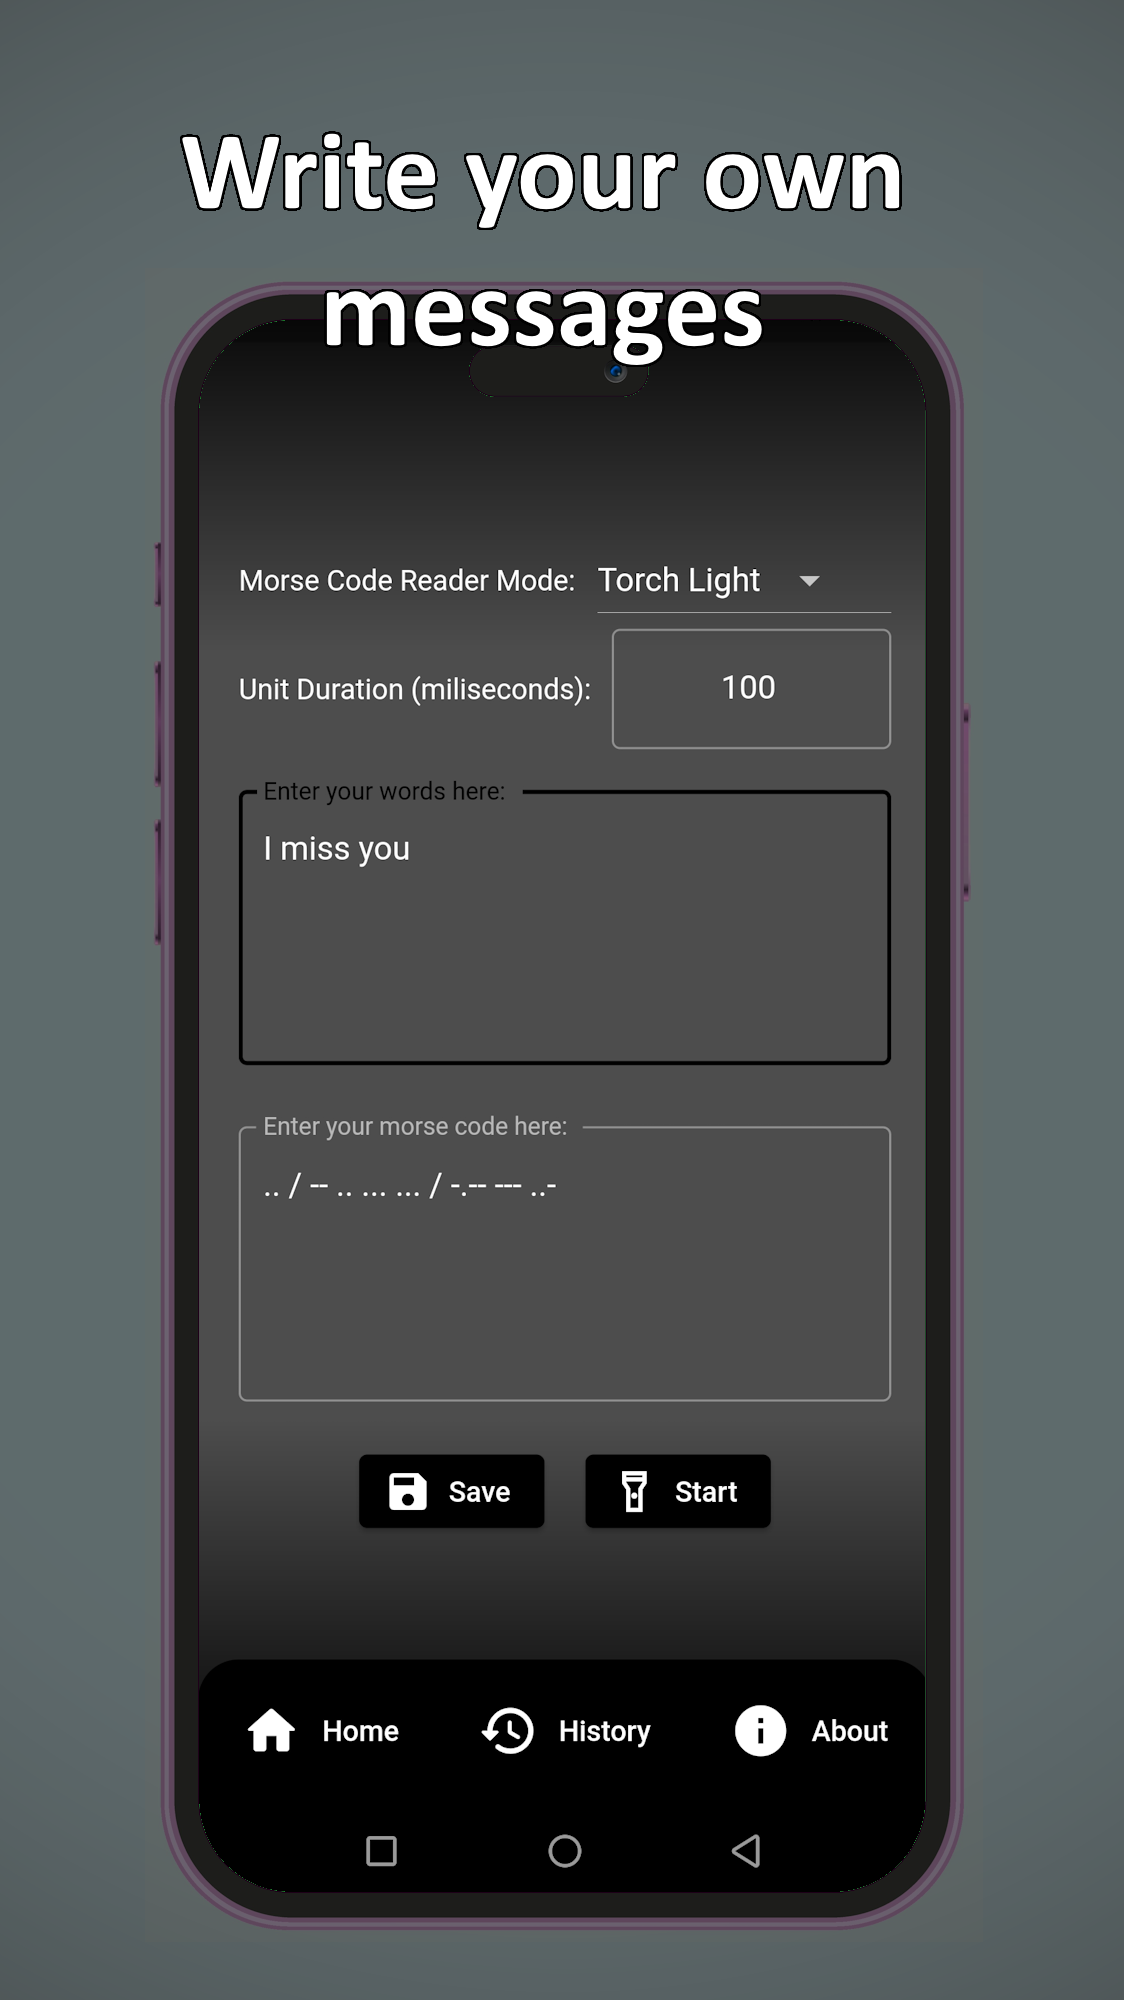 Write your own
messages
Morse Code Reader Mode: Torch Light
Unit Duration (miliseconds): 100
Enter your words here:
I miss you
Enter your morse code here:
.. / -- .. ... ... / -.-- --- ..-
Save Start
Home History About